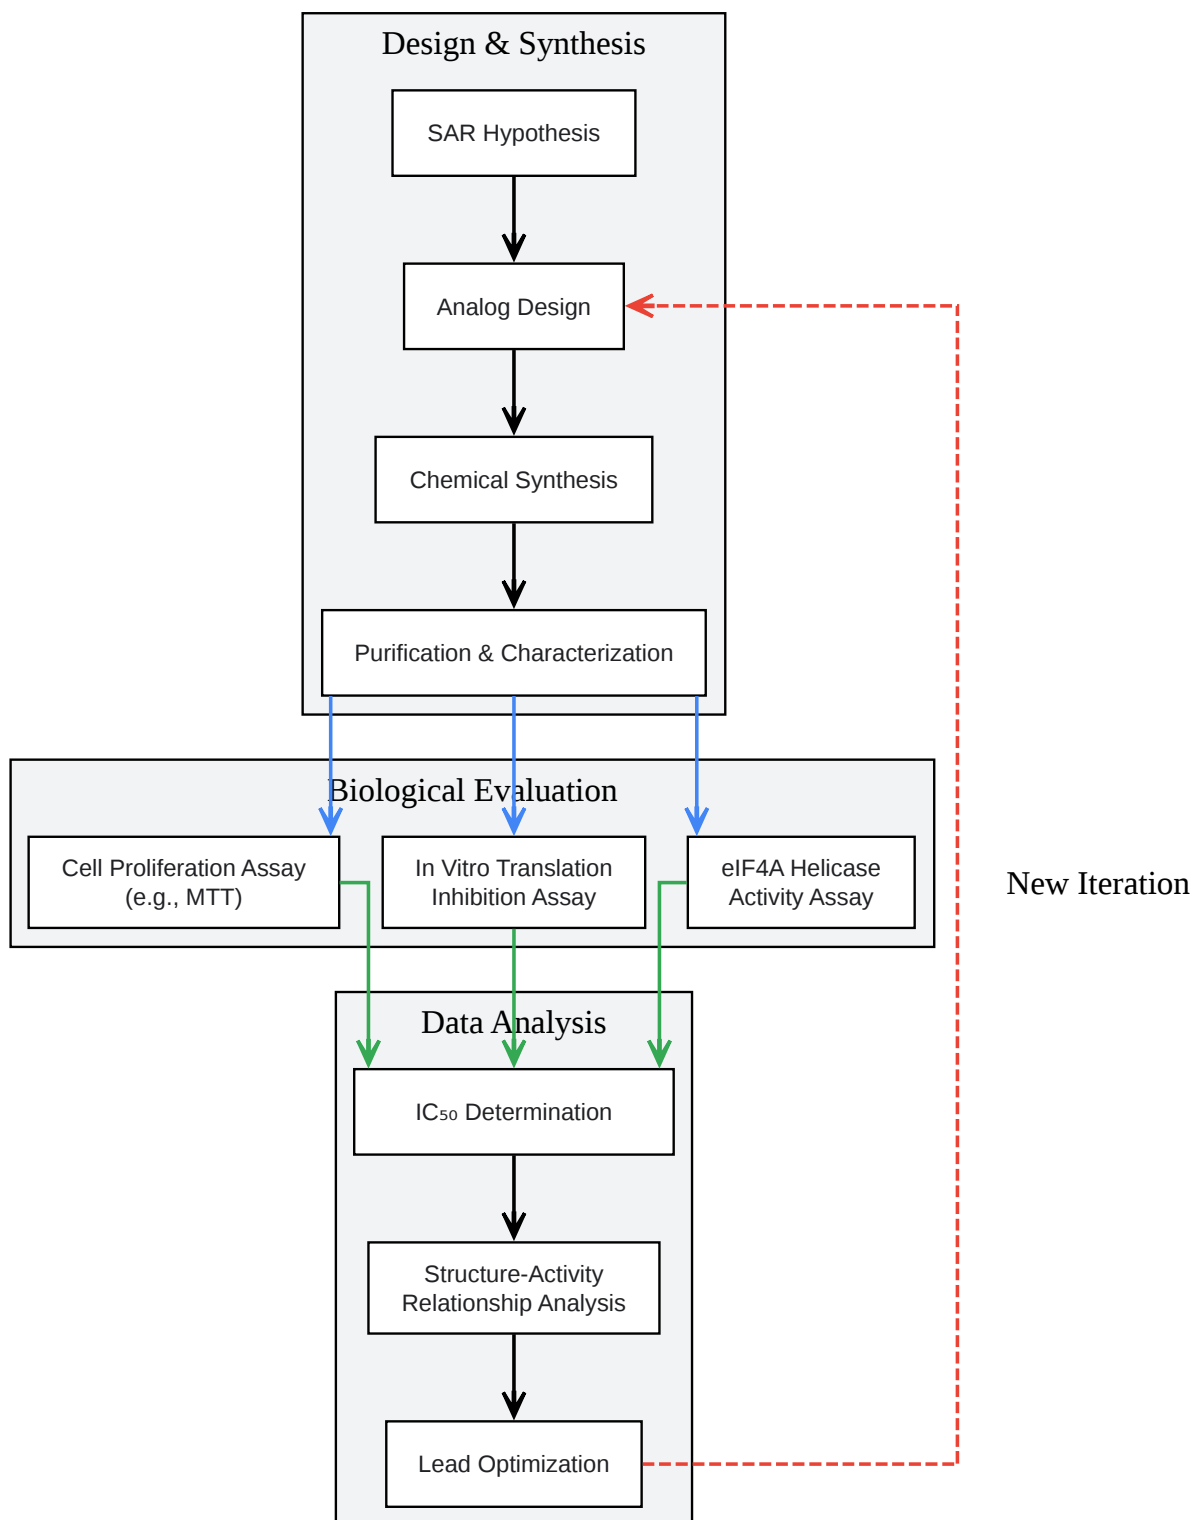 Design & Synthesis
SAR Hypothesis
Analog Design
Chemical Synthesis
Purification & Characterization
Biological Evaluation
Cell Proliferation Assay
(e.g., MTT)
In Vitro Translation
Inhibition Assay
eIF4A Helicase
Activity Assay
New Iteration
Data Analysis
IC₅₀ Determination
Structure-Activity
Relationship Analysis
Lead Optimization